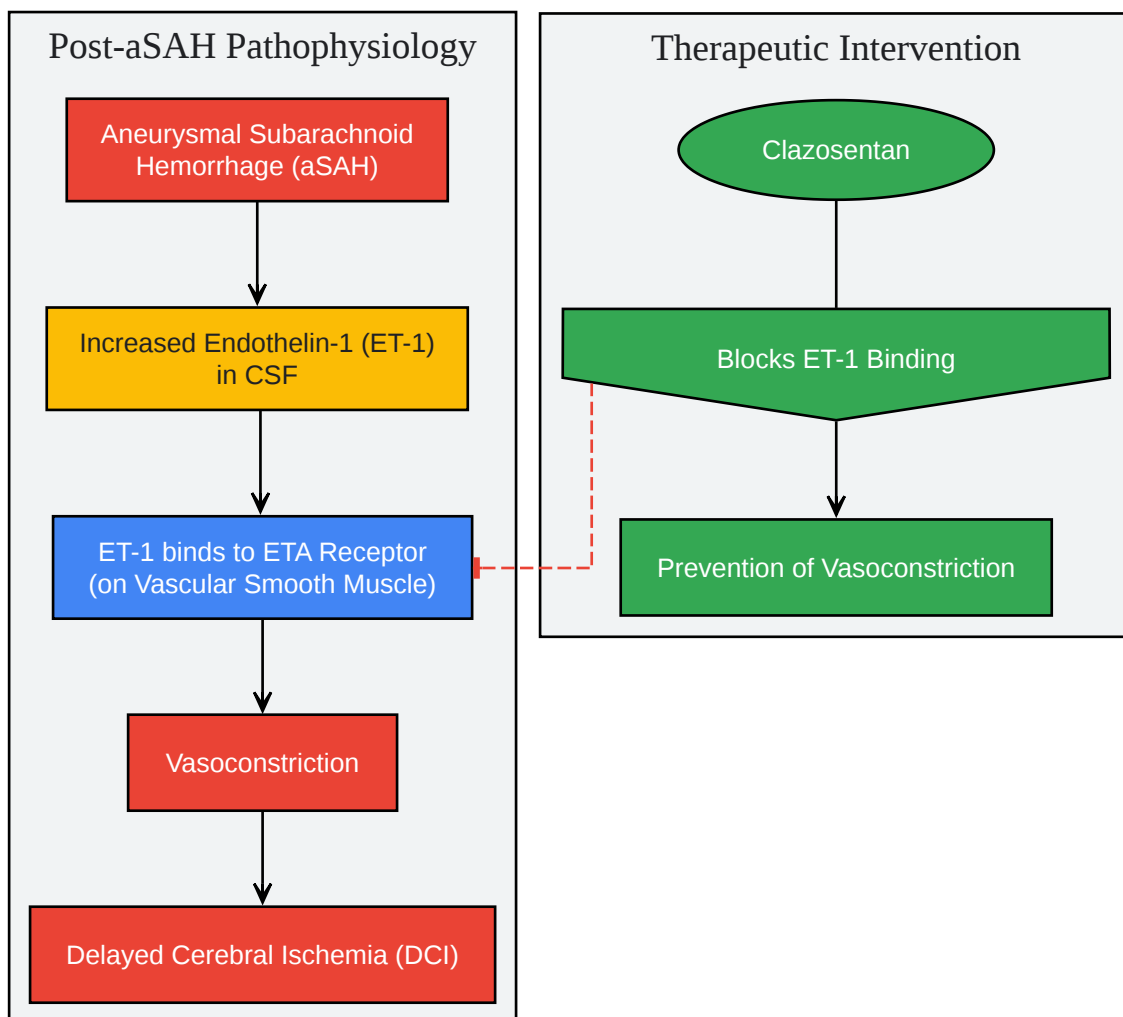 Post-aSAH Pathophysiology
Aneurysmal Subarachnoid
Hemorrhage (aSAH)
Increased Endothelin-1 (ET-1)
in CSF
ET-1 binds to ETA Receptor
(on Vascular Smooth Muscle)
Vasoconstriction
Delayed Cerebral Ischemia (DCI)
Therapeutic Intervention
Clazosentan
Blocks ET-1 Binding
Prevention of Vasoconstriction